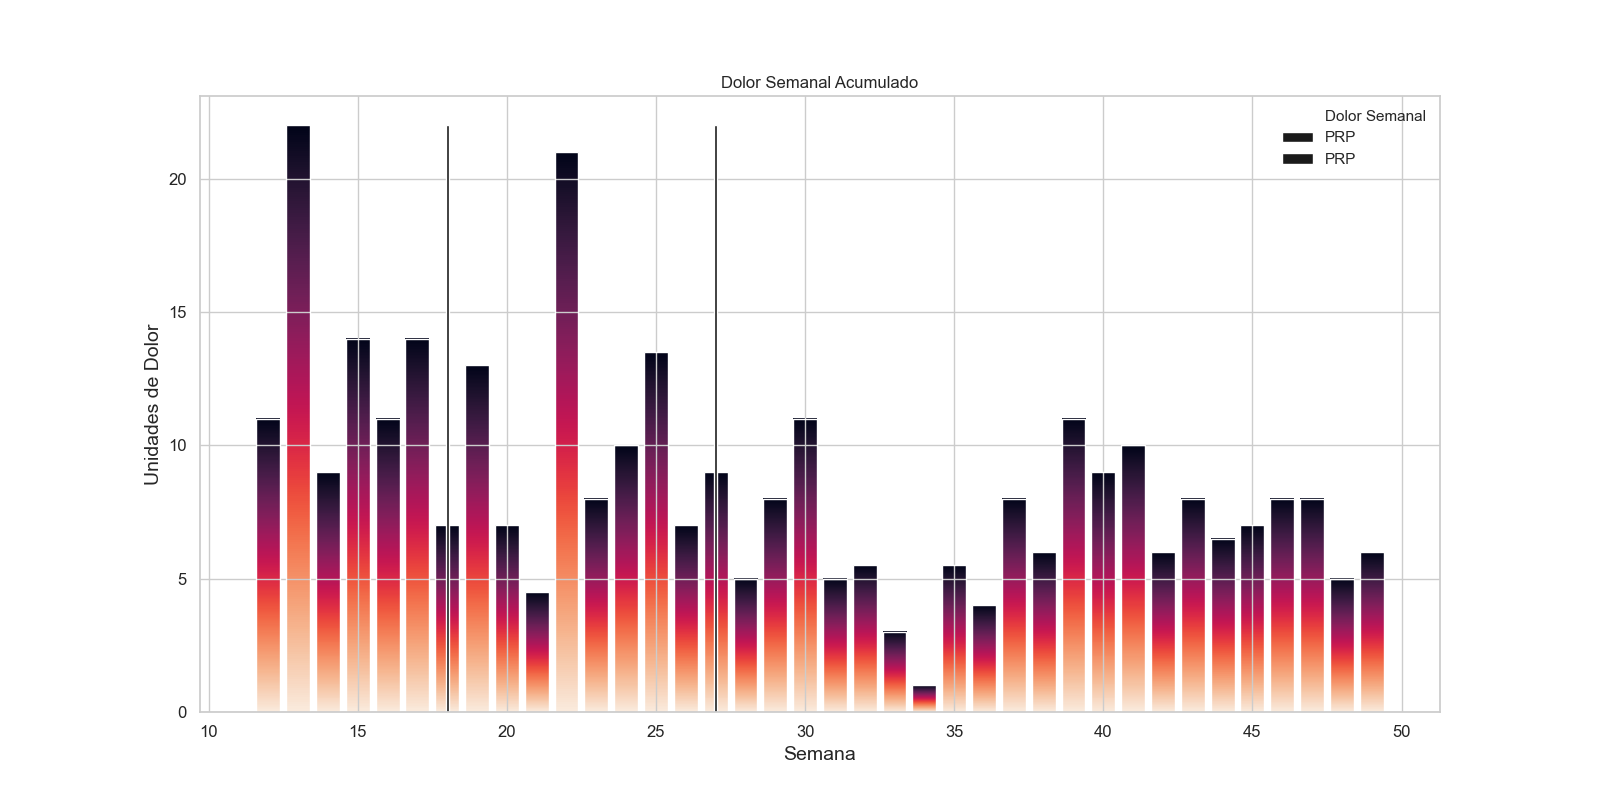 Dolor Semanal Acumulado
Dolor Semanal
PRP
PRP
Unidades de Dolor
20
15
10
5
0
10 15 20 25 30 35 40 45 50
Semana